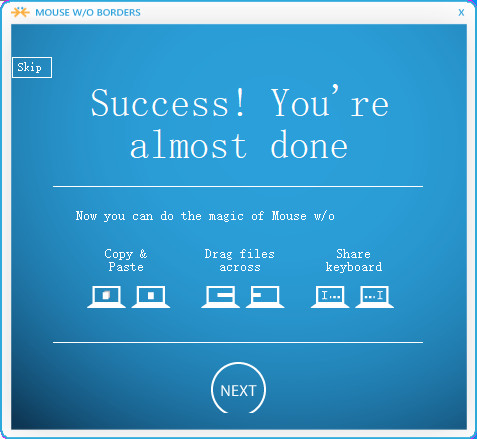 MOUSE W/O BORDERS
X
Skip
Success! You're
almost done
Now you can do the magic of Mouse w/o
Copy &
Paste
Drag files
across
Share
keyboard
NEXT